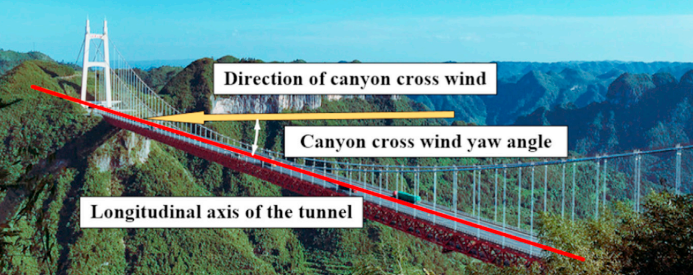 Direction of canyon cross wind
Canyon cross wind yaw angle
Longitudinal axis of the tunnel